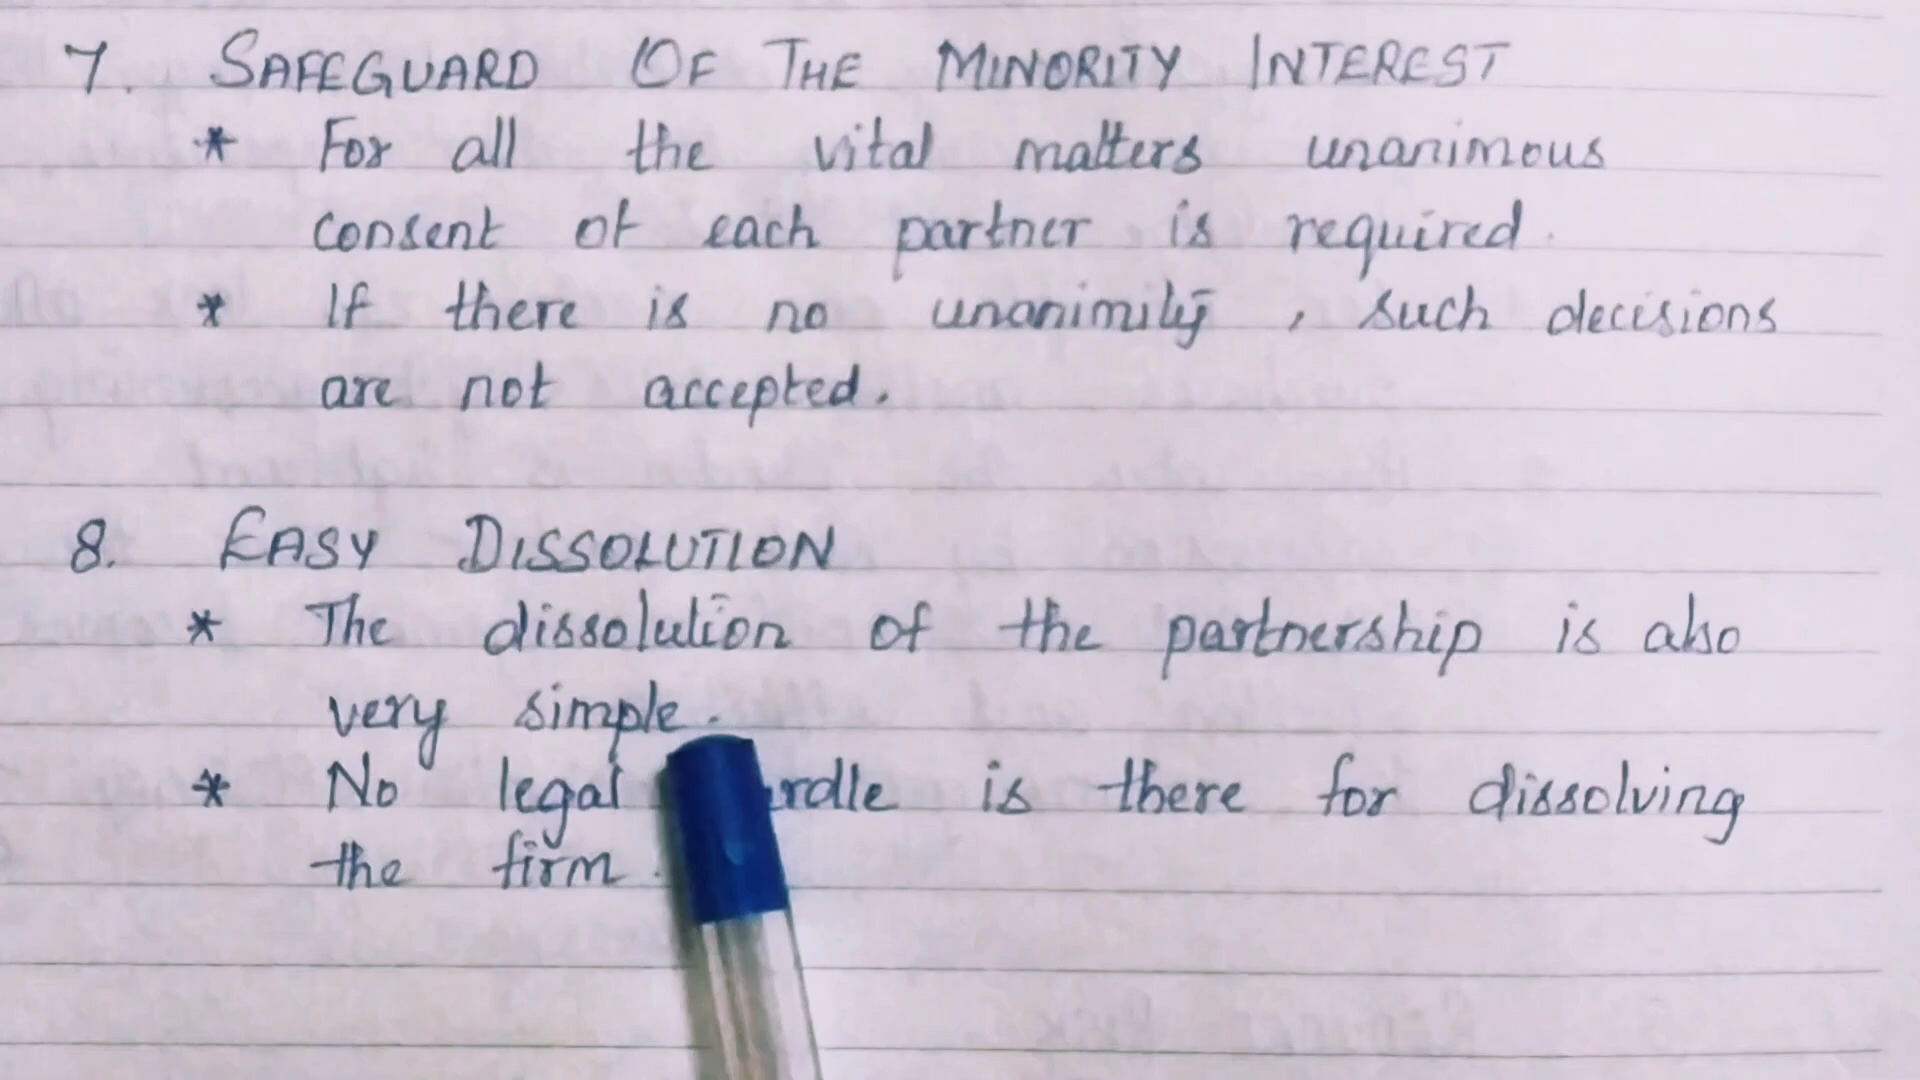 7. SAFEGUARD OF THE MINORITY INTEREST
* For all the vital matters unanimous
consent of each partner is required.
* If there is no unanimity, such decisions
are not accepted.
8. EASY DISSOLUTION
* The dissolution of the partnership is also
very simple.
* No legal rdle is there for dissolving
the firm.